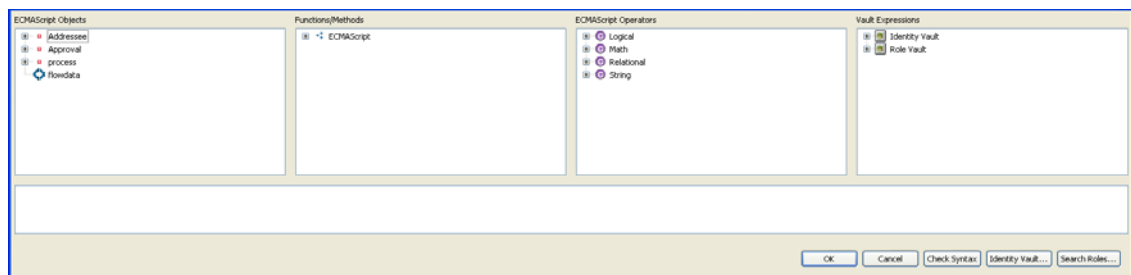 ECMAScript Objects
Addressee
Approval
process
flowdata
Functions/Methods
ECMAScript
ECMAScript Operators
Logical
Math
Relational
String
Vault Expressions
Identity Vault
Role Vault
OK Cancel Check Syntax Identity Vault... Search Roles...